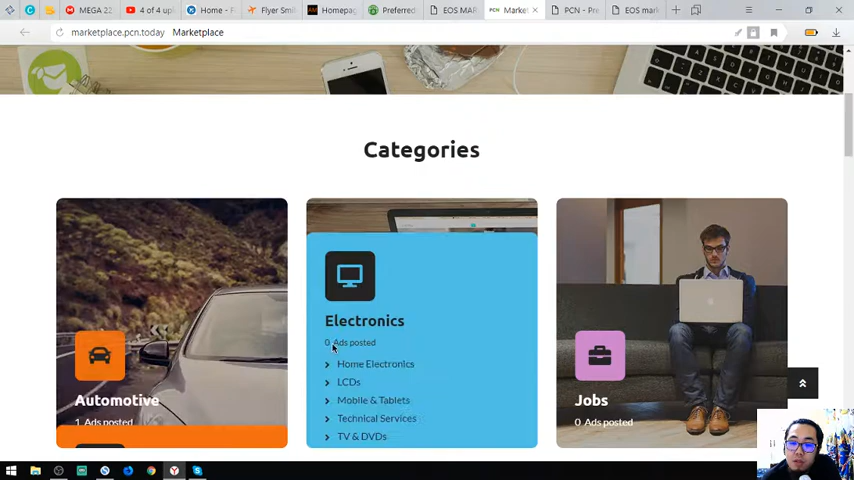 MEGA 22
4 of 4 upl
Home - F
Flyer Smi
Homepag
Preferred
EOS MAR
PCN Market
PCN - Pre
EOS mark
marketplace.pcn.today Marketplace
Categories
Automotive
1 Ads posted
Electronics
0 Ads posted
Home Electronics
LCDs
Mobile & Tablets
Technical Services
TV & DVDs
Jobs
0 Ads posted